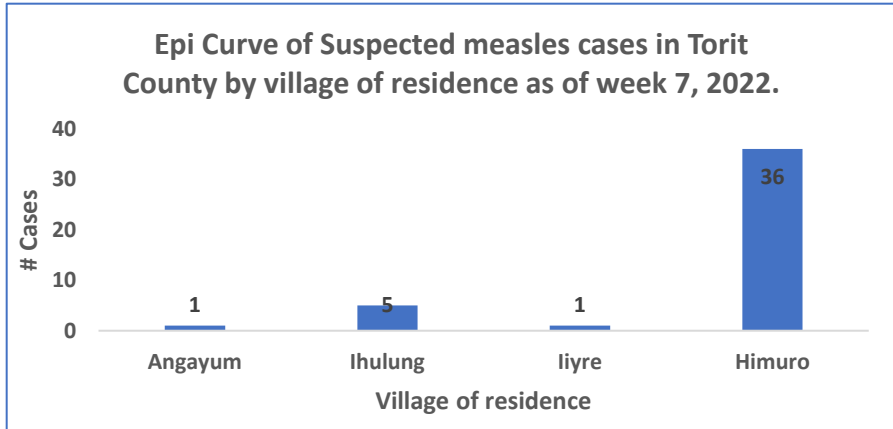 Epi Curve of Suspected measles cases in Torit
County by village of residence as of week 7, 2022.
40
30
20
10
0
# Cases
1
5
1
36
Angayum
Ihulung
Iiyre
Himuro
Village of residence